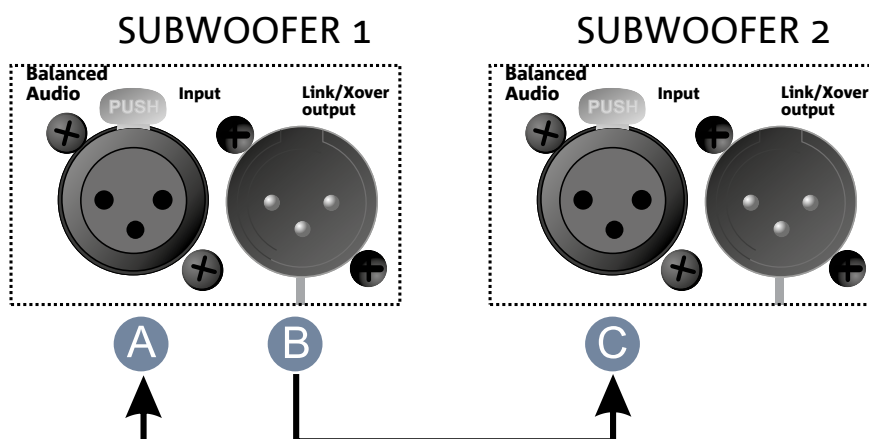 SUBWOOFER 1
Balanced
Audio
PUSH
Input
Link/Xover
output
A
B
SUBWOOFER 2
Balanced
Audio
PUSH
Input
Link/Xover
output
C